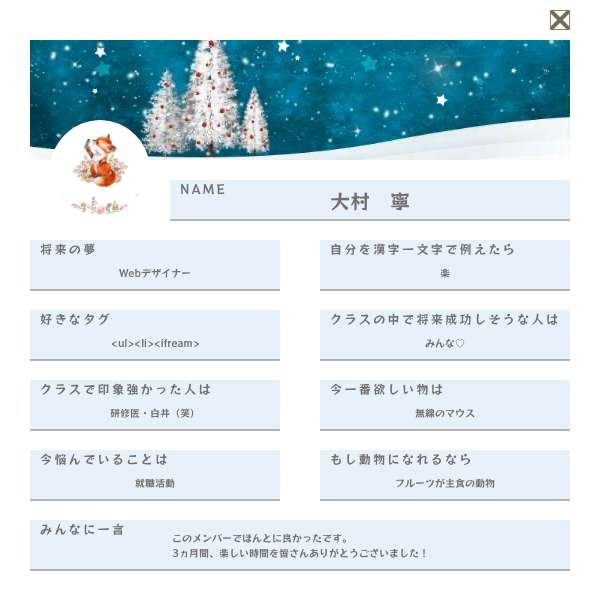 NAME
大村　寧
将来の夢
Webデザイナー
自分を漢字一文字で例えたら
楽
好きなタグ
<ul><li><ifream>
クラスの中で将来成功しそうな人は
みんな♡
クラスで印象強かった人は
研修医・白井（笑）
今一番欲しい物は
無線のマウス
今悩んでいることは
就職活動
もし動物になれるなら
フルーツが主食の動物
みんなに一言
このメンバーでほんとに良かったです。
3ヵ月間、楽しい時間を皆さんありがとうございました！